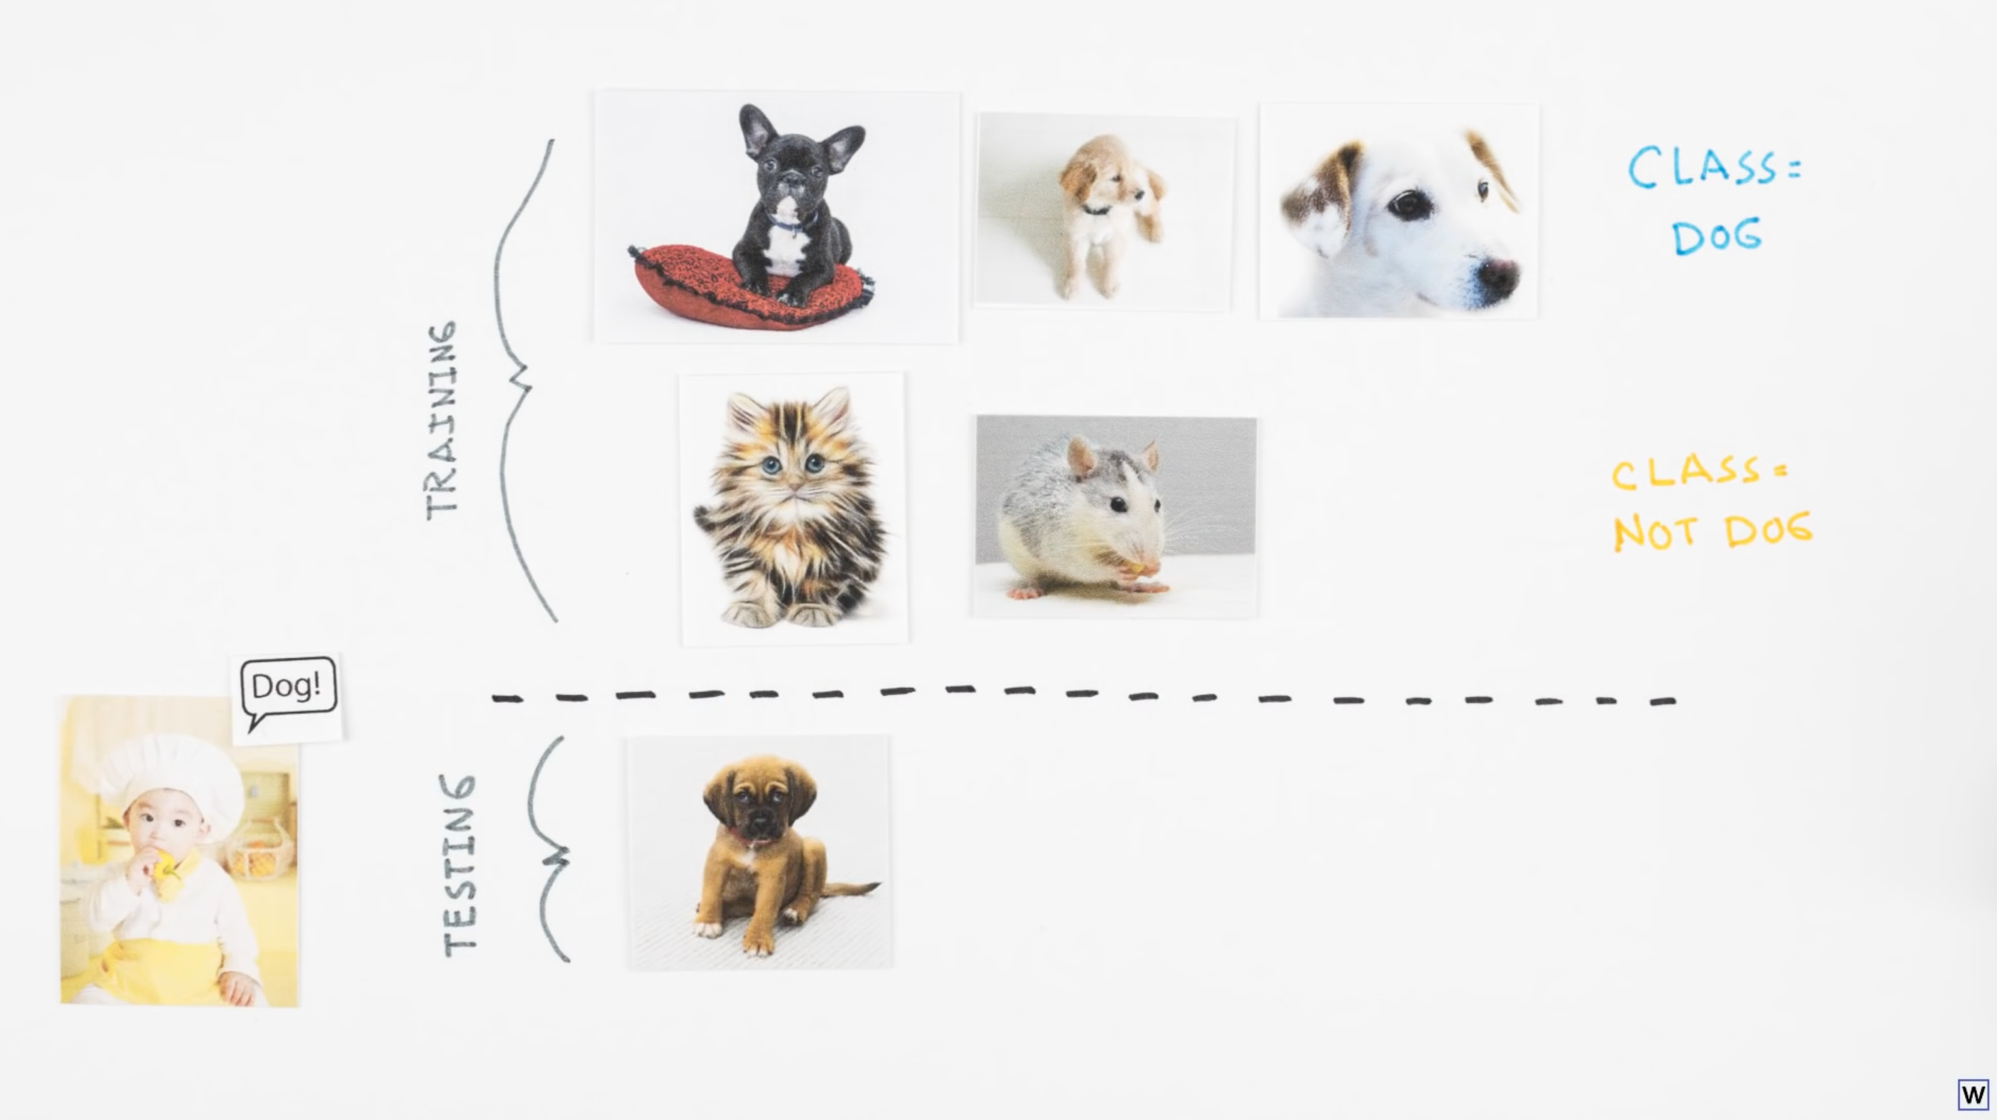 CLASS=
DOG
TRAINING
CLASS=
NOT DOG
Dog!
TESTING
W